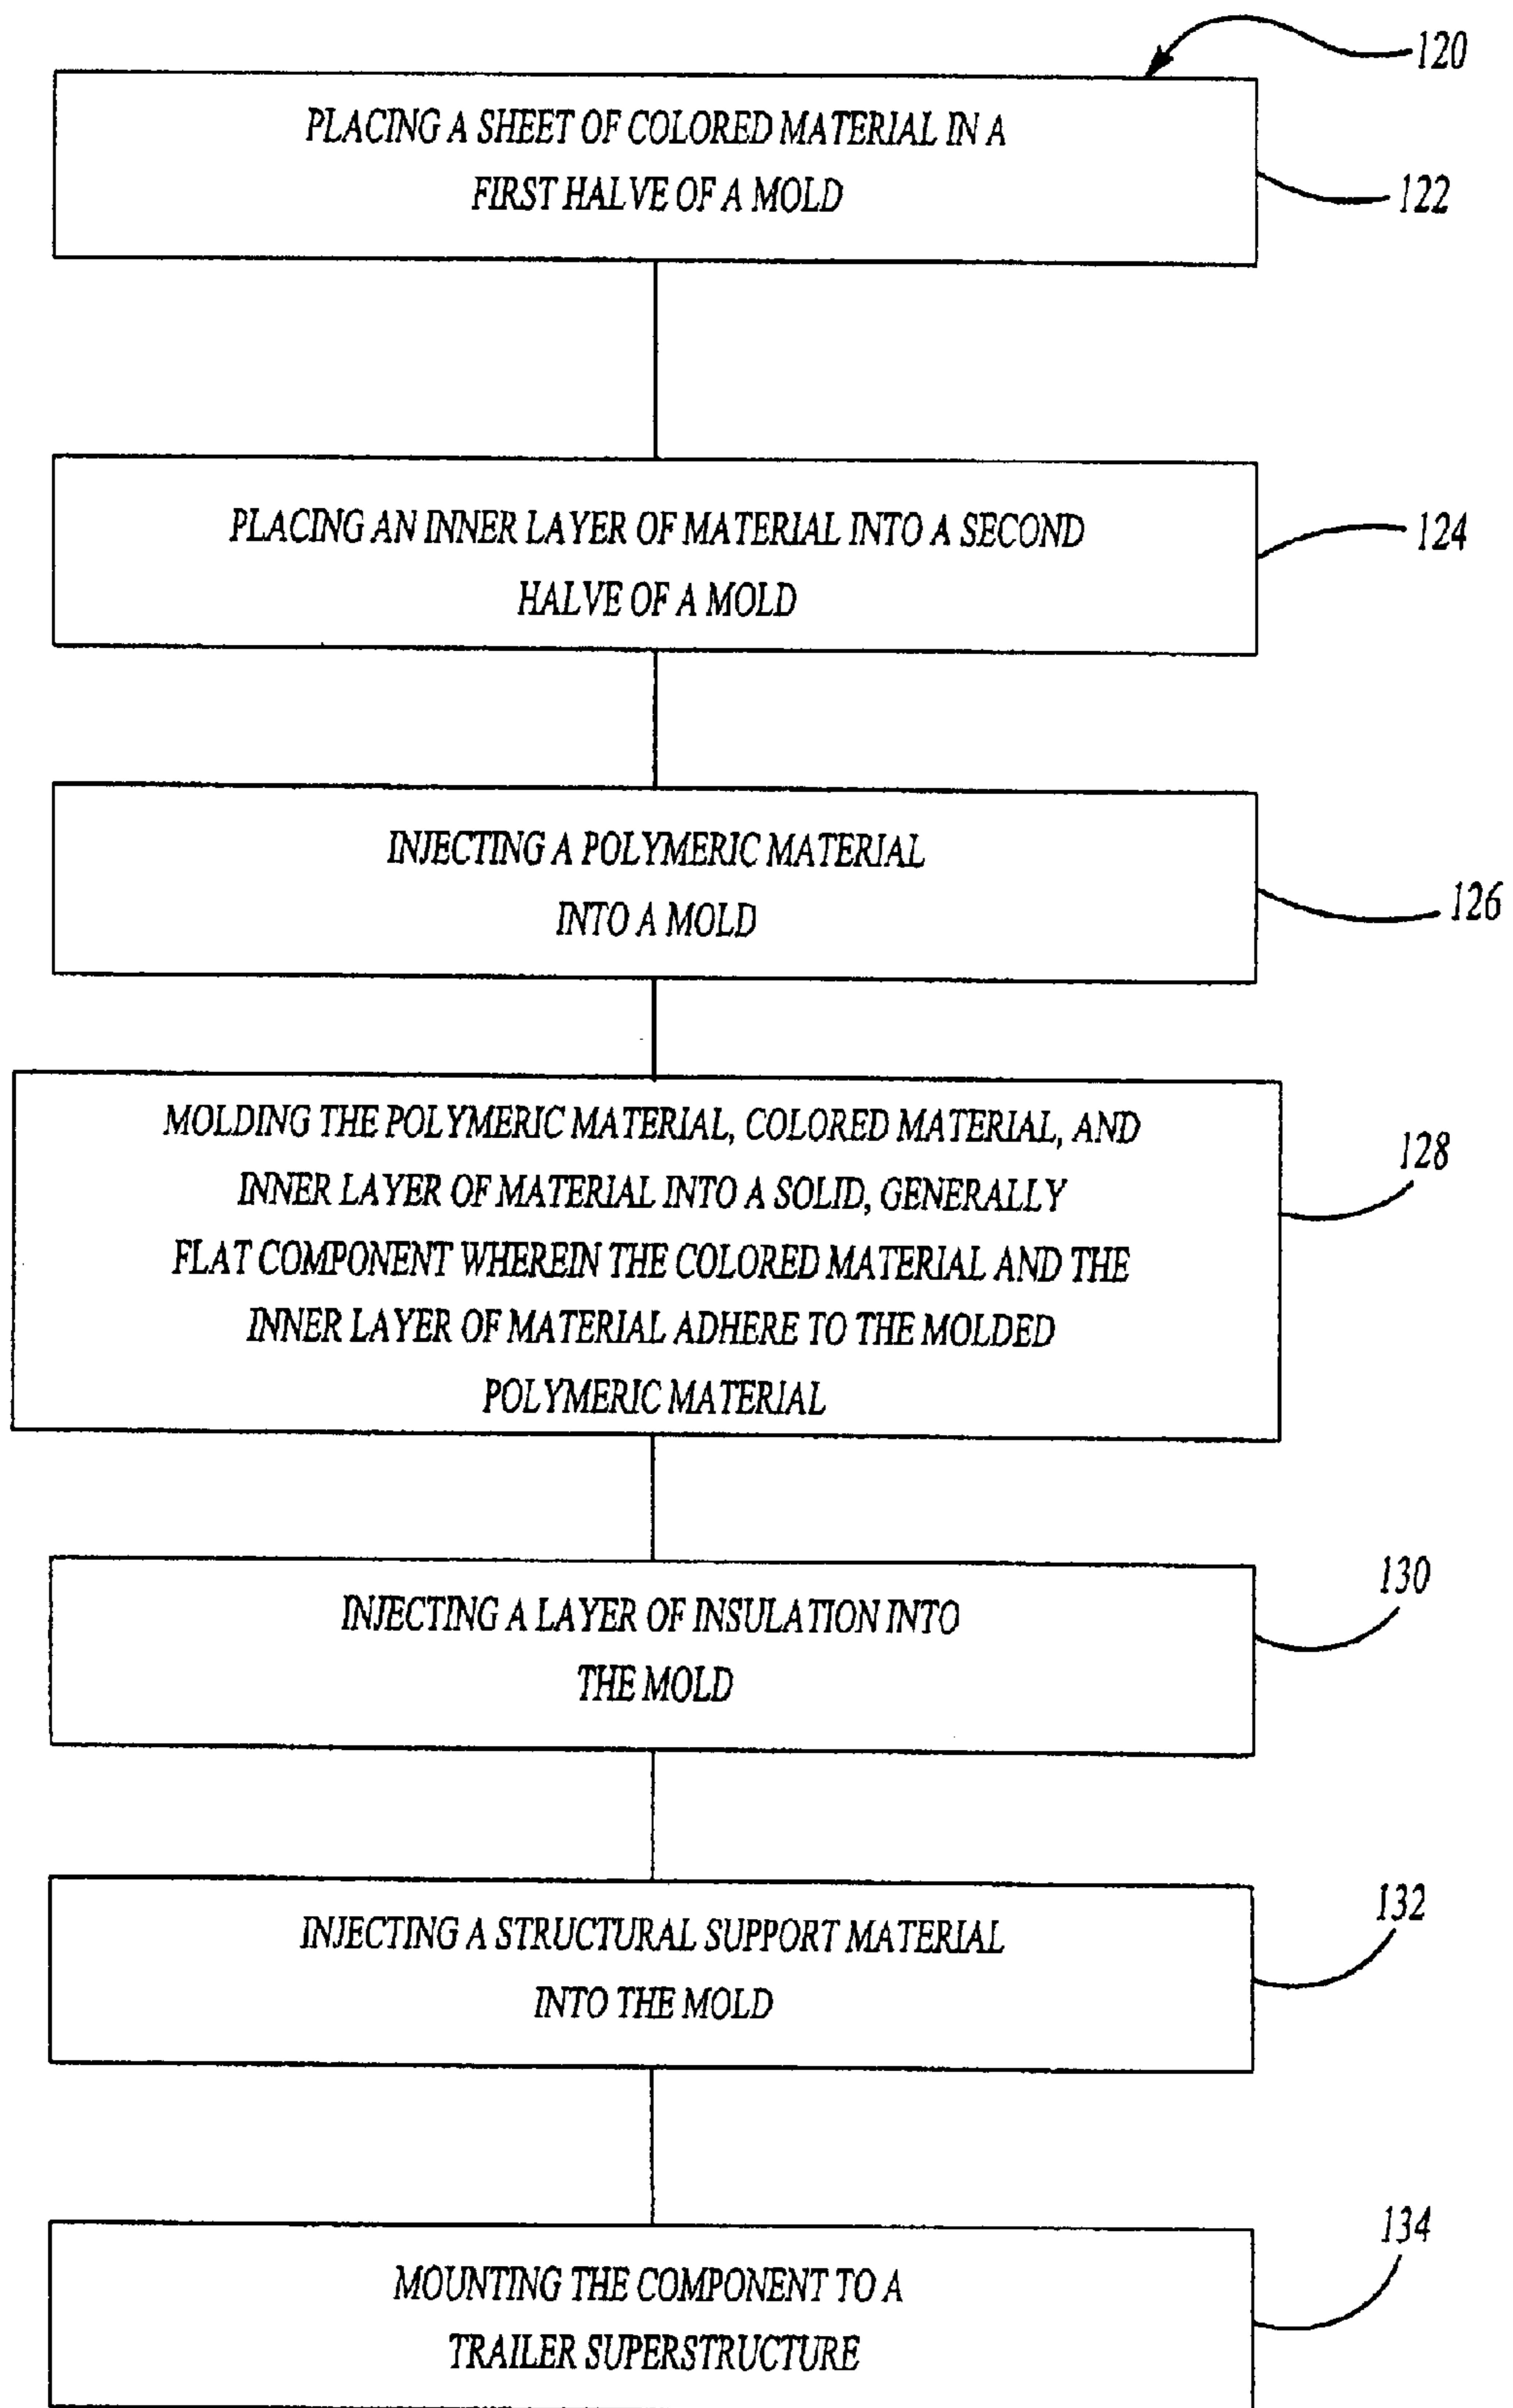 120
PLACING A SHEET OF COLORED MATERIAL IN A
FIRST HALVE OF A MOLD
122
PLACING AN INNER LAYER OF MATERIAL INTO A SECOND
HALVE OF A MOLD
124
INJECTING A POLYMERIC MATERIAL
INTO A MOLD
126
MOLDING THE POLYMERIC MATERIAL, COLORED MATERIAL, AND
INNER LAYER OF MATERIAL INTO A SOLID, GENERALLY
FLAT COMPONENT WHEREIN THE COLORED MATERIAL AND THE
INNER LAYER OF MATERIAL ADHERE TO THE MOLDED
POLYMERIC MATERIAL
128
INJECTING A LAYER OF INSULATION INTO
THE MOLD
130
INJECTING A STRUCTURAL SUPPORT MATERIAL
INTO THE MOLD
132
MOUNTING THE COMPONENT TO A
TRAILER SUPERSTRUCTURE
134